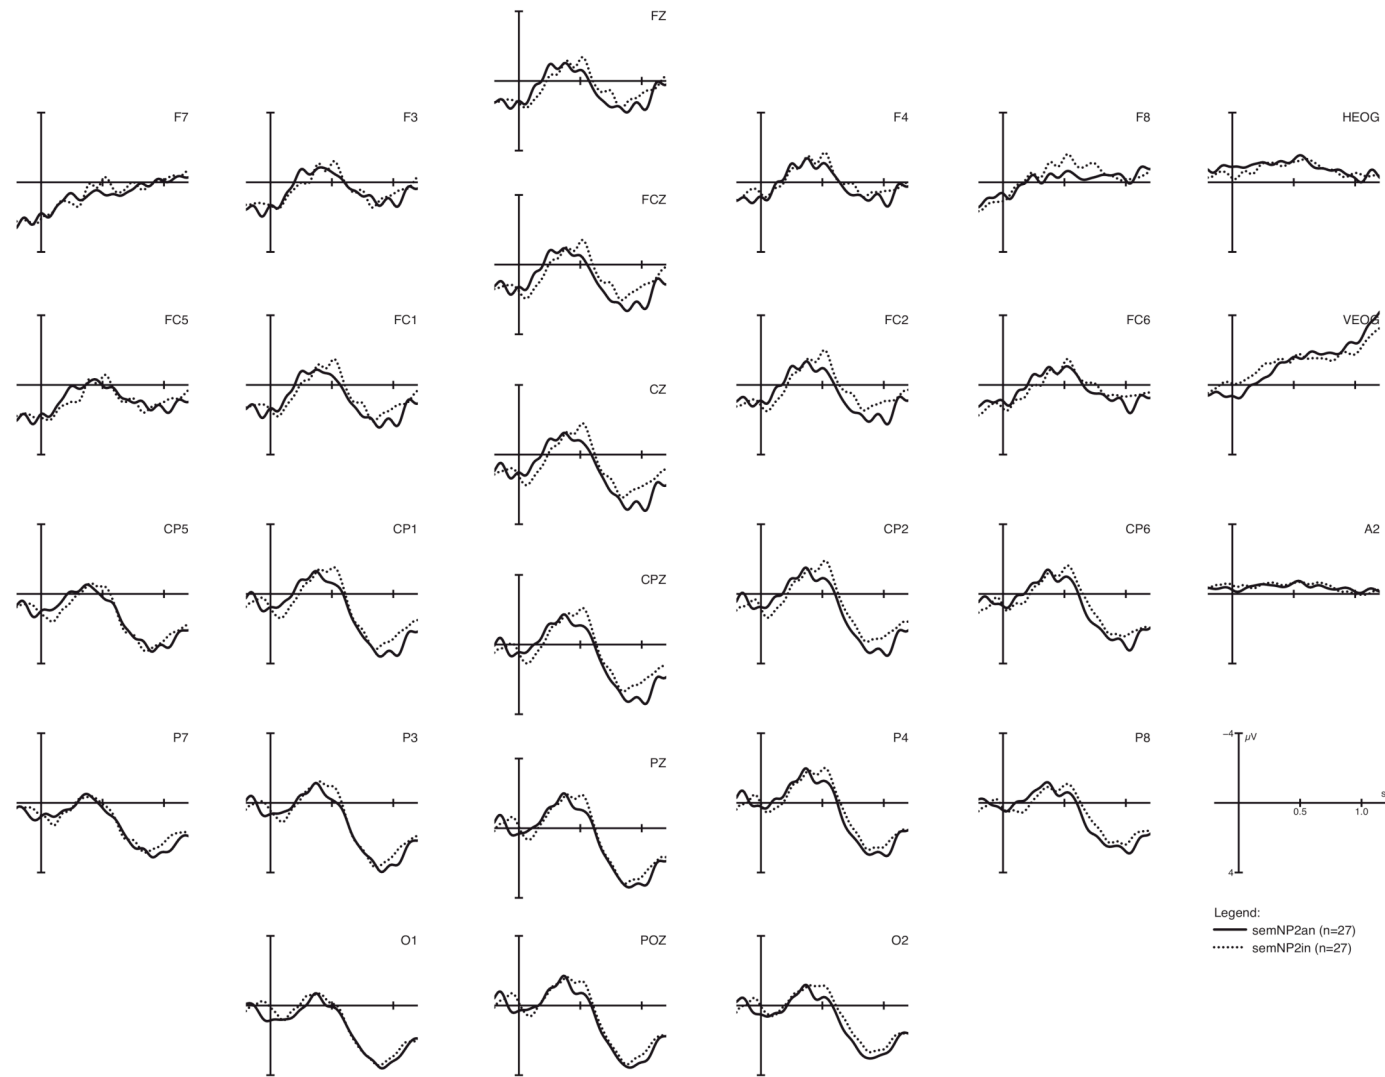 FZ
F7
F3
F4
F8
HEOG
FCZ
FC5
FC1
FC2
FC6
VEOG
CZ
CP5
CP1
CP2
CP6
A2
CPZ
P7
P3
P4
P8
−4 µV
s
0.5 1.0
4
PZ
Legend:
semNP2an (n=27)
semNP2in (n=27)
O1
POZ
O2